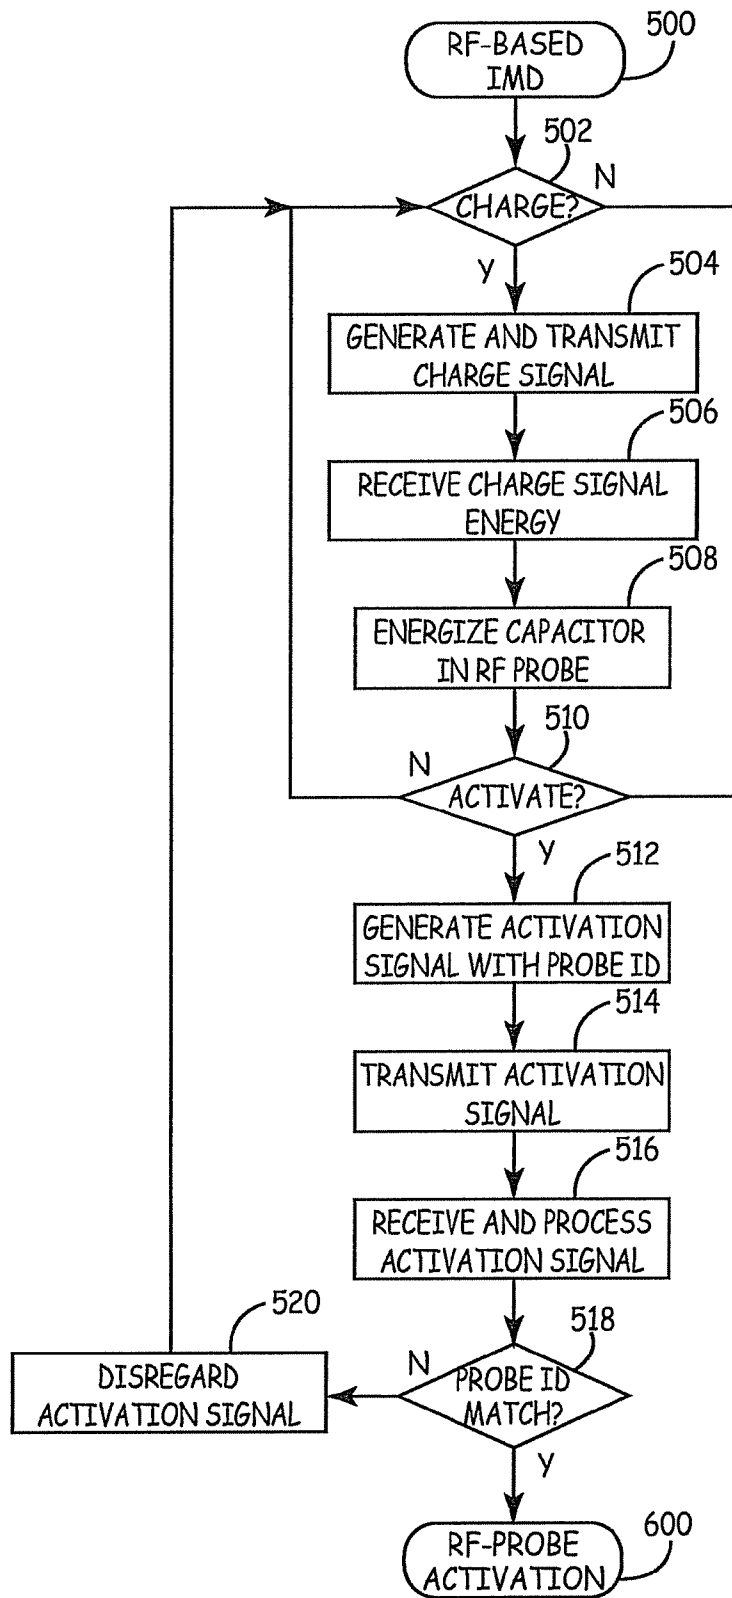 RF-BASED
IMD
500
502
CHARGE?
N
Y
504
GENERATE AND TRANSMIT
CHARGE SIGNAL
506
RECEIVE CHARGE SIGNAL
ENERGY
508
ENERGIZE CAPACITOR
IN RF PROBE
510
N
ACTIVATE?
Y
512
GENERATE ACTIVATION
SIGNAL WITH PROBE ID
514
TRANSMIT ACTIVATION
SIGNAL
516
RECEIVE AND PROCESS
ACTIVATION SIGNAL
520
518
DISREGARD
ACTIVATION SIGNAL
N
PROBE ID
MATCH?
Y
600
RF-PROBE
ACTIVATION